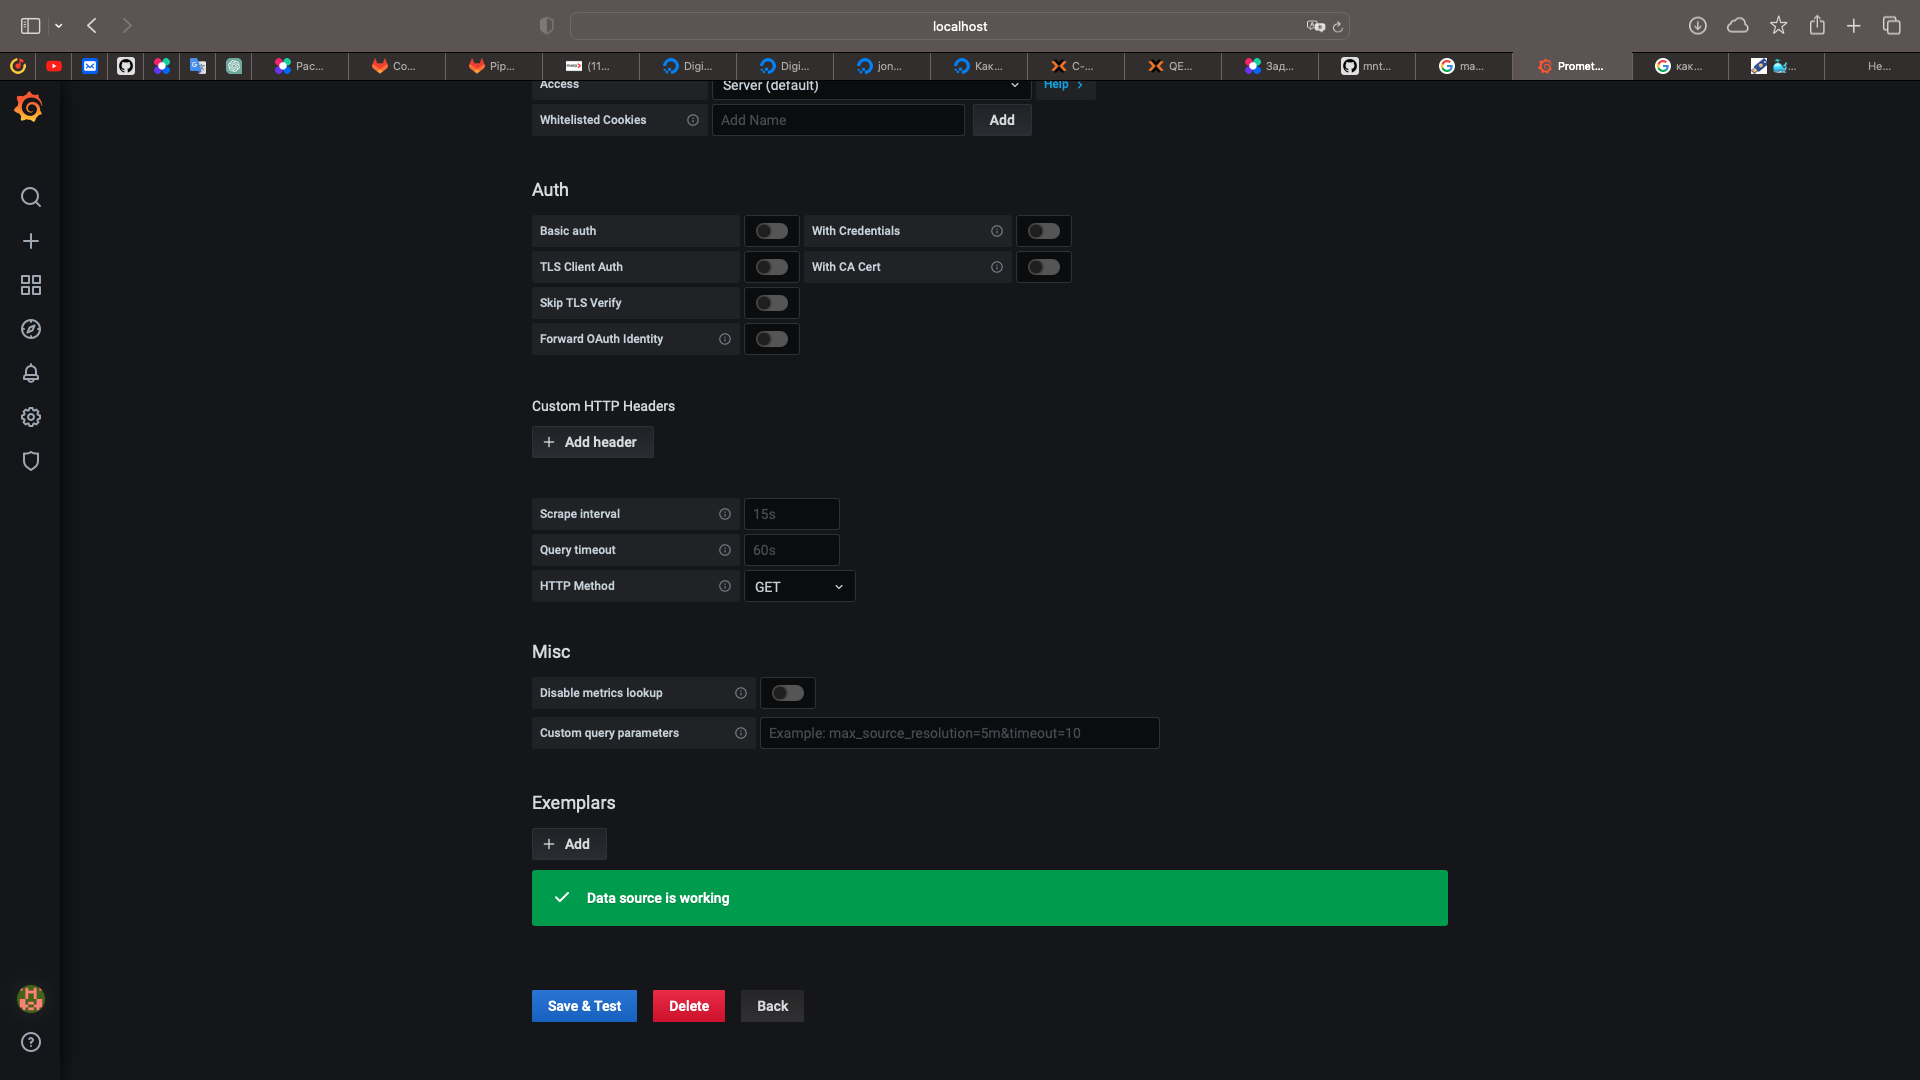 localhost
Рас...
Co...
Pip...
(11...
Digi...
Digi...
jon...
Как...
C-...
QE...
Зад...
mnt...
ma...
Promet...
как...
He...
Access
Server (default)
Help
Whitelisted Cookies
Add Name
Add
Auth
Basic auth
With Credentials
TLS Client Auth
With CA Cert
Skip TLS Verify
Forward OAuth Identity
Custom HTTP Headers
Add header
Scrape interval
15s
Query timeout
60s
HTTP Method
GET
Misc
Disable metrics lookup
Custom query parameters
Example: max_source_resolution=5m&timeout=10
Exemplars
Add
Data source is working
Save & Test
Delete
Back